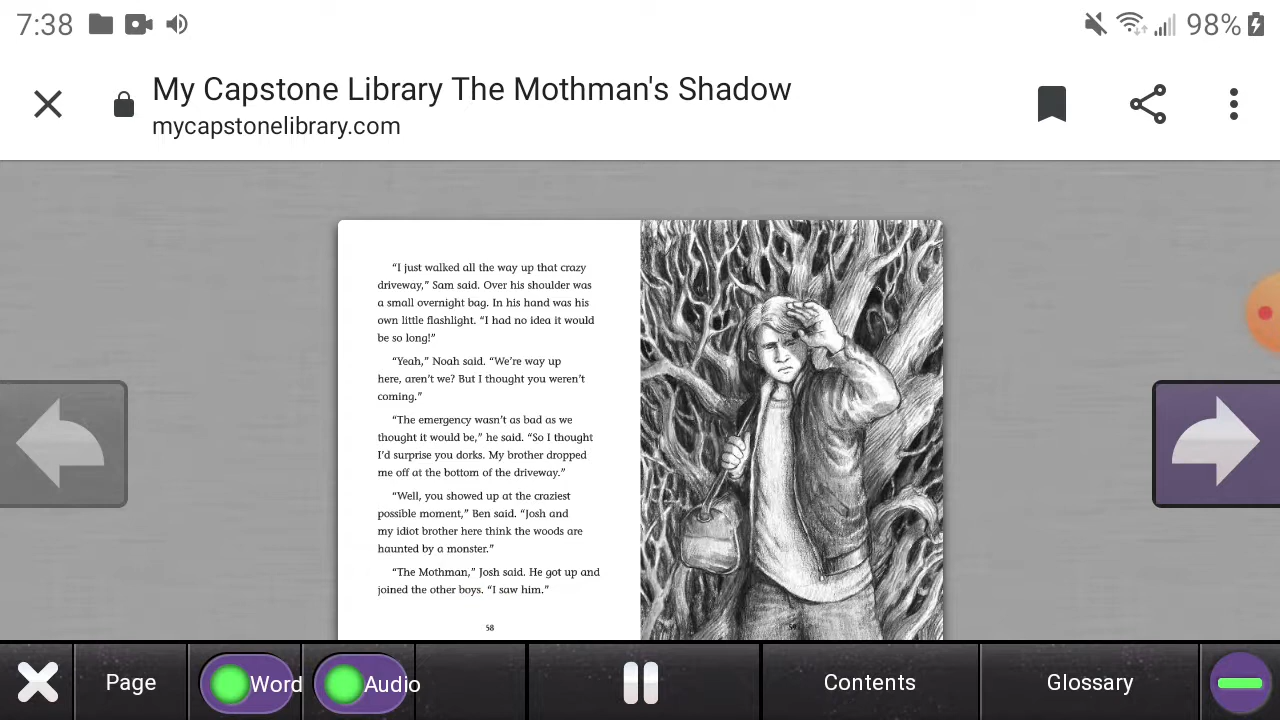 7:38
98%
My Capstone Library The Mothman's Shadow
mycapstonelibrary.com
“I just walked all the way up that crazy
driveway,” Sam said. Over his shoulder was
a small overnight bag. In his hand was his
own little flashlight. “I had no idea it would
be so long!”
“Yeah,” Noah said. “We’re way up
here, aren’t we? But I thought you weren’t
coming.”
“The emergency wasn’t as bad as we
thought it would be,” he said. “So I thought
I’d surprise you dorks. My brother dropped
me off at the bottom of the driveway.”
“Well, you showed up at the craziest
possible moment,” Ben said. “Josh and
my idiot brother here think the woods are
haunted by a monster.”
“The Mothman,” Josh said. He got up and
joined the other boys. “I saw him.”
58
Page
Word
Audio
Contents
Glossary